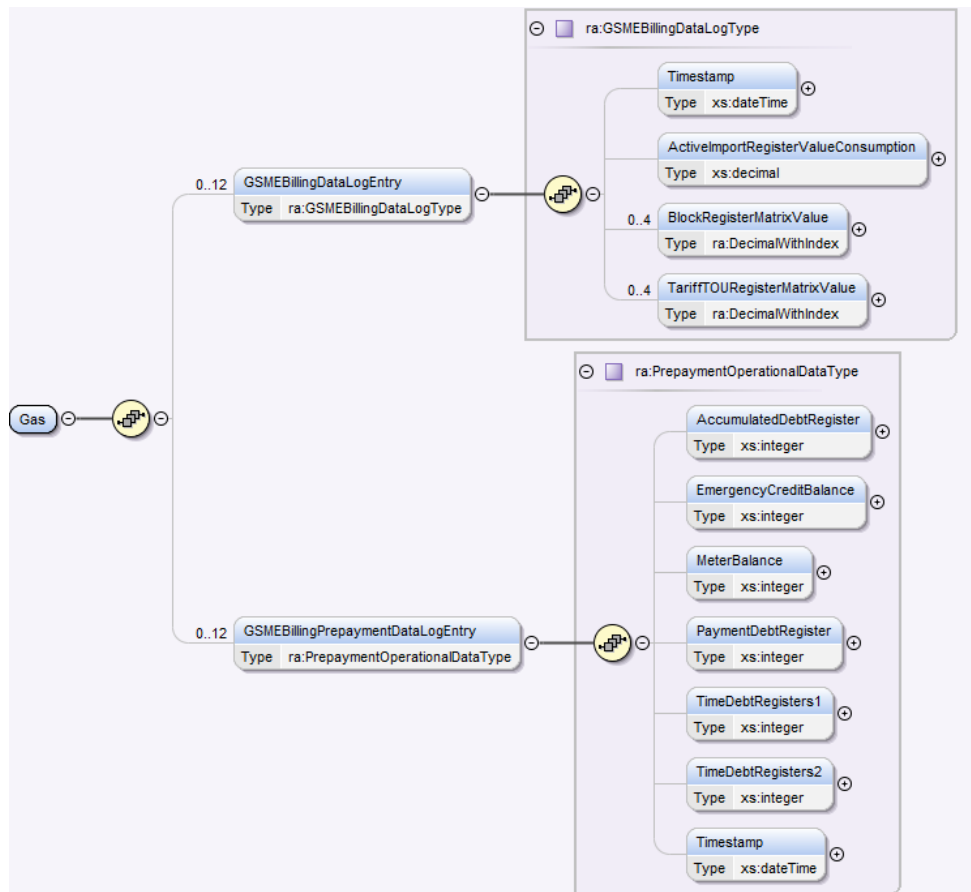 ra:GSMEBillingDataLogType
Timestamp
Type xs:dateTime
ActiveImportRegisterValueConsumption
Type xs:decimal
0..12 GSMEBillingDataLogEntry
Type ra:GSMEBillingDataLogType
0..4 BlockRegisterMatrixValue
Type ra:DecimalWithIndex
0..4 TariffTOURegisterMatrixValue
Type ra:DecimalWithIndex
ra:PrepaymentOperationalDataType
Gas
AccumulatedDebtRegister
Type xs:integer
EmergencyCreditBalance
Type xs:integer
MeterBalance
Type xs:integer
0..12 GSMEBillingPrepaymentDataLogEntry
Type ra:PrepaymentOperationalDataType
PaymentDebtRegister
Type xs:integer
TimeDebtRegisters1
Type xs:integer
TimeDebtRegisters2
Type xs:integer
Timestamp
Type xs:dateTime